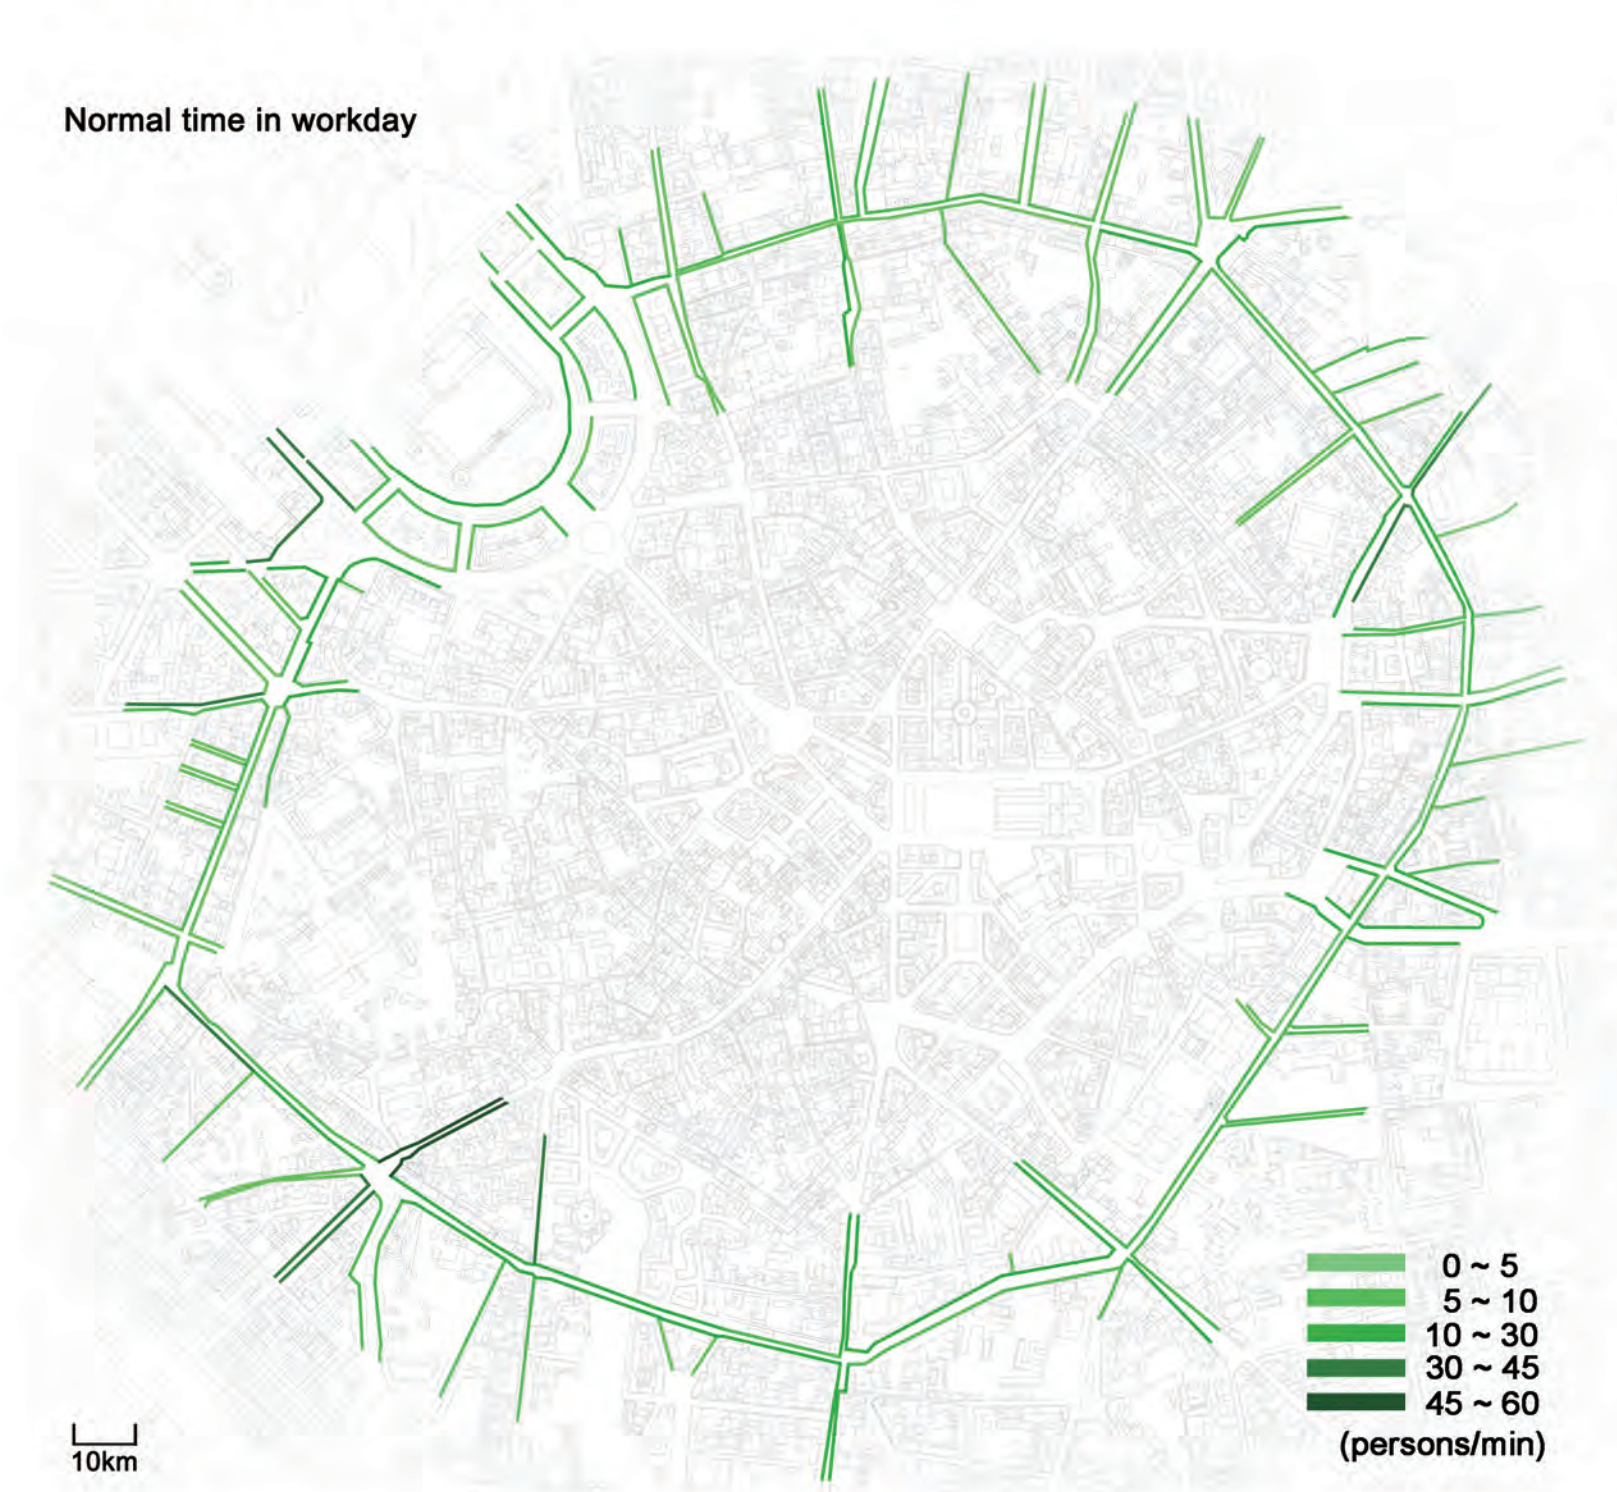 Normal time in workday
0 ~ 5
5 ~ 10
10 ~ 30
30 ~ 45
45 ~ 60
(persons/min)
10km